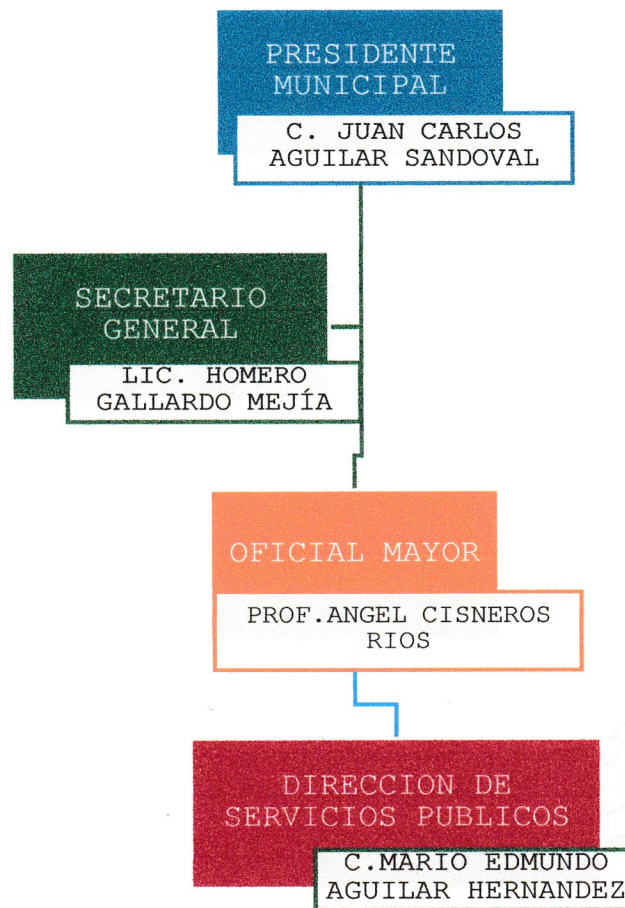 PRESIDENTE
MUNICIPAL
C. JUAN CARLOS
AGUILAR SANDOVAL
SECRETARIO
GENERAL
LIC. HOMERO
GALLARDO MEJÍA
OFICIAL MAYOR
PROF.ANGEL CISNEROS
RIOS
DIRECCION DE
SERVICIOS PUBLICOS
C.MARIO EDMUNDO
AGUILAR HERNANDEZ